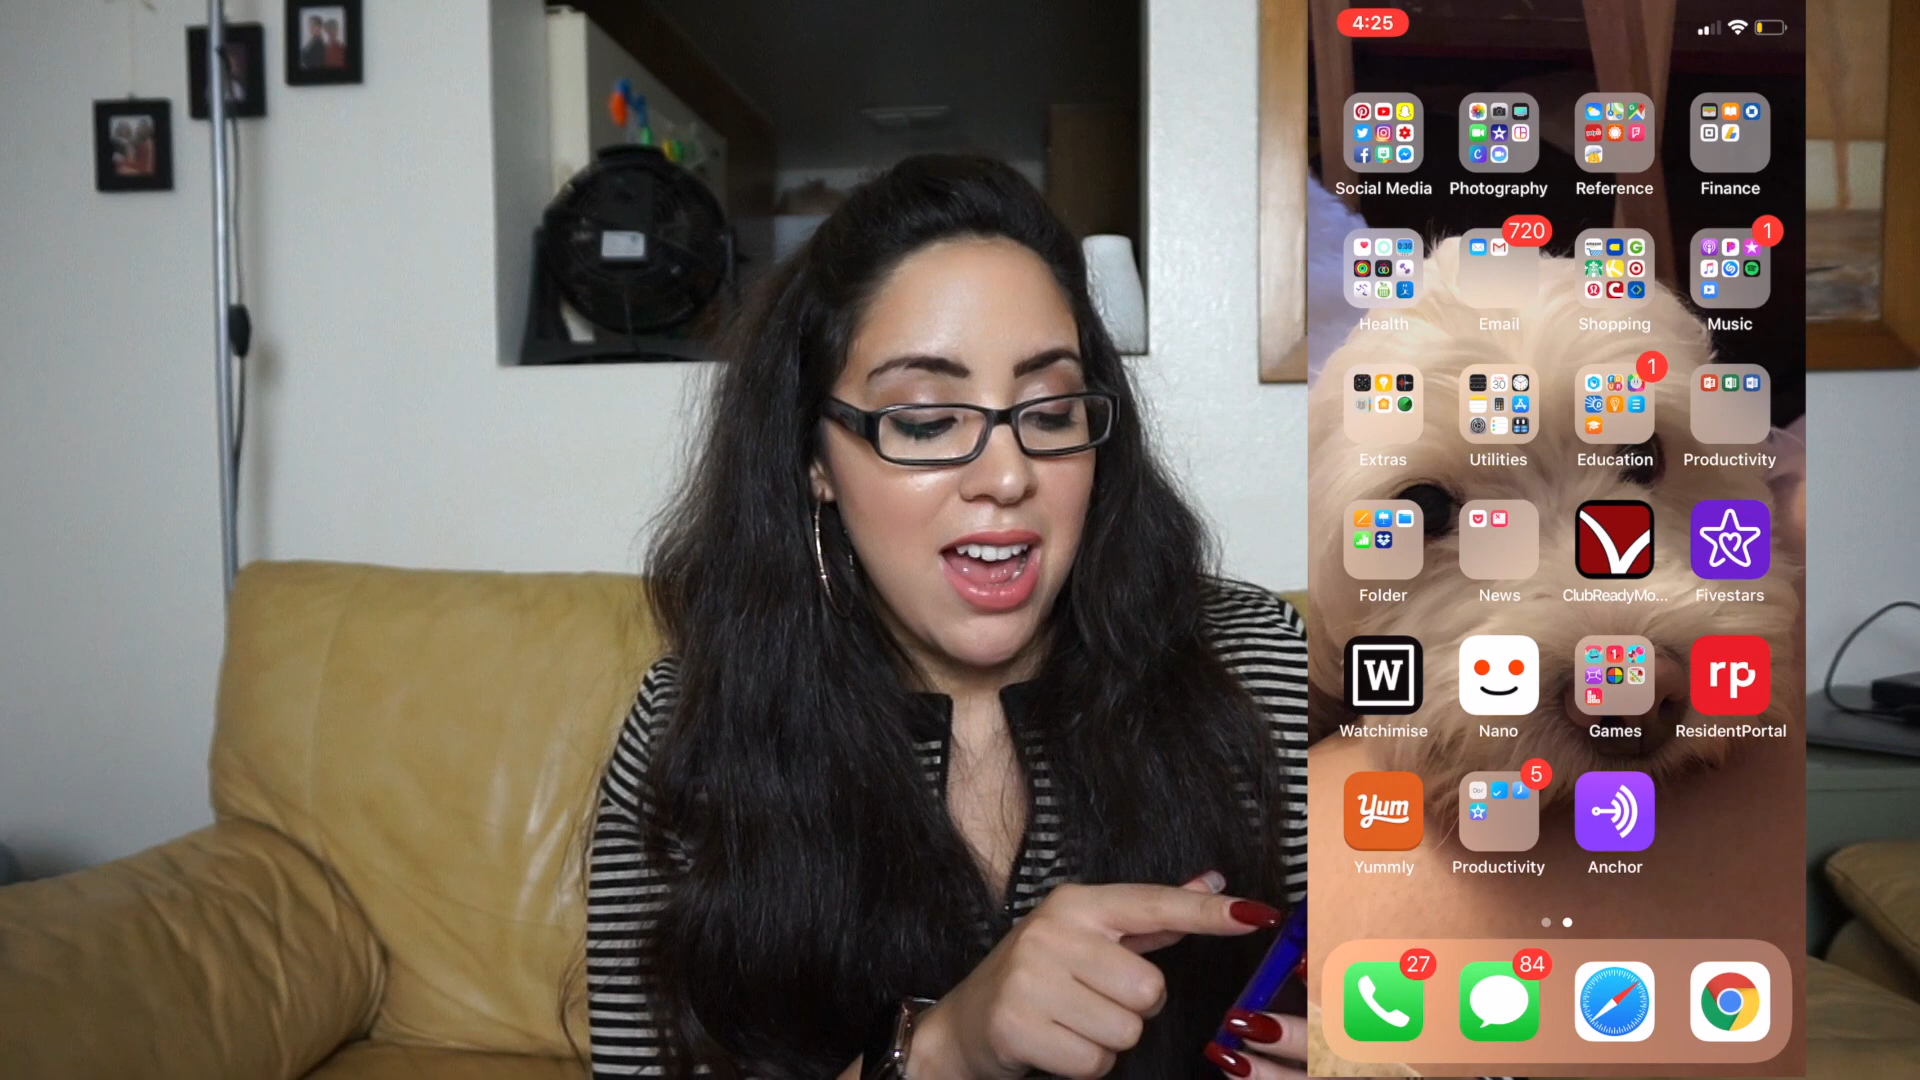 4:25
Social Media Photography Reference Finance
720 1
Health Email Shopping Music
1
30
Extras Utilities Education Productivity
ClubReadyMo... Fivestars
Folder News
W rp
Watchimise Nano Games ResidentPortal
Yum 5
Yummly Productivity Anchor
27 84